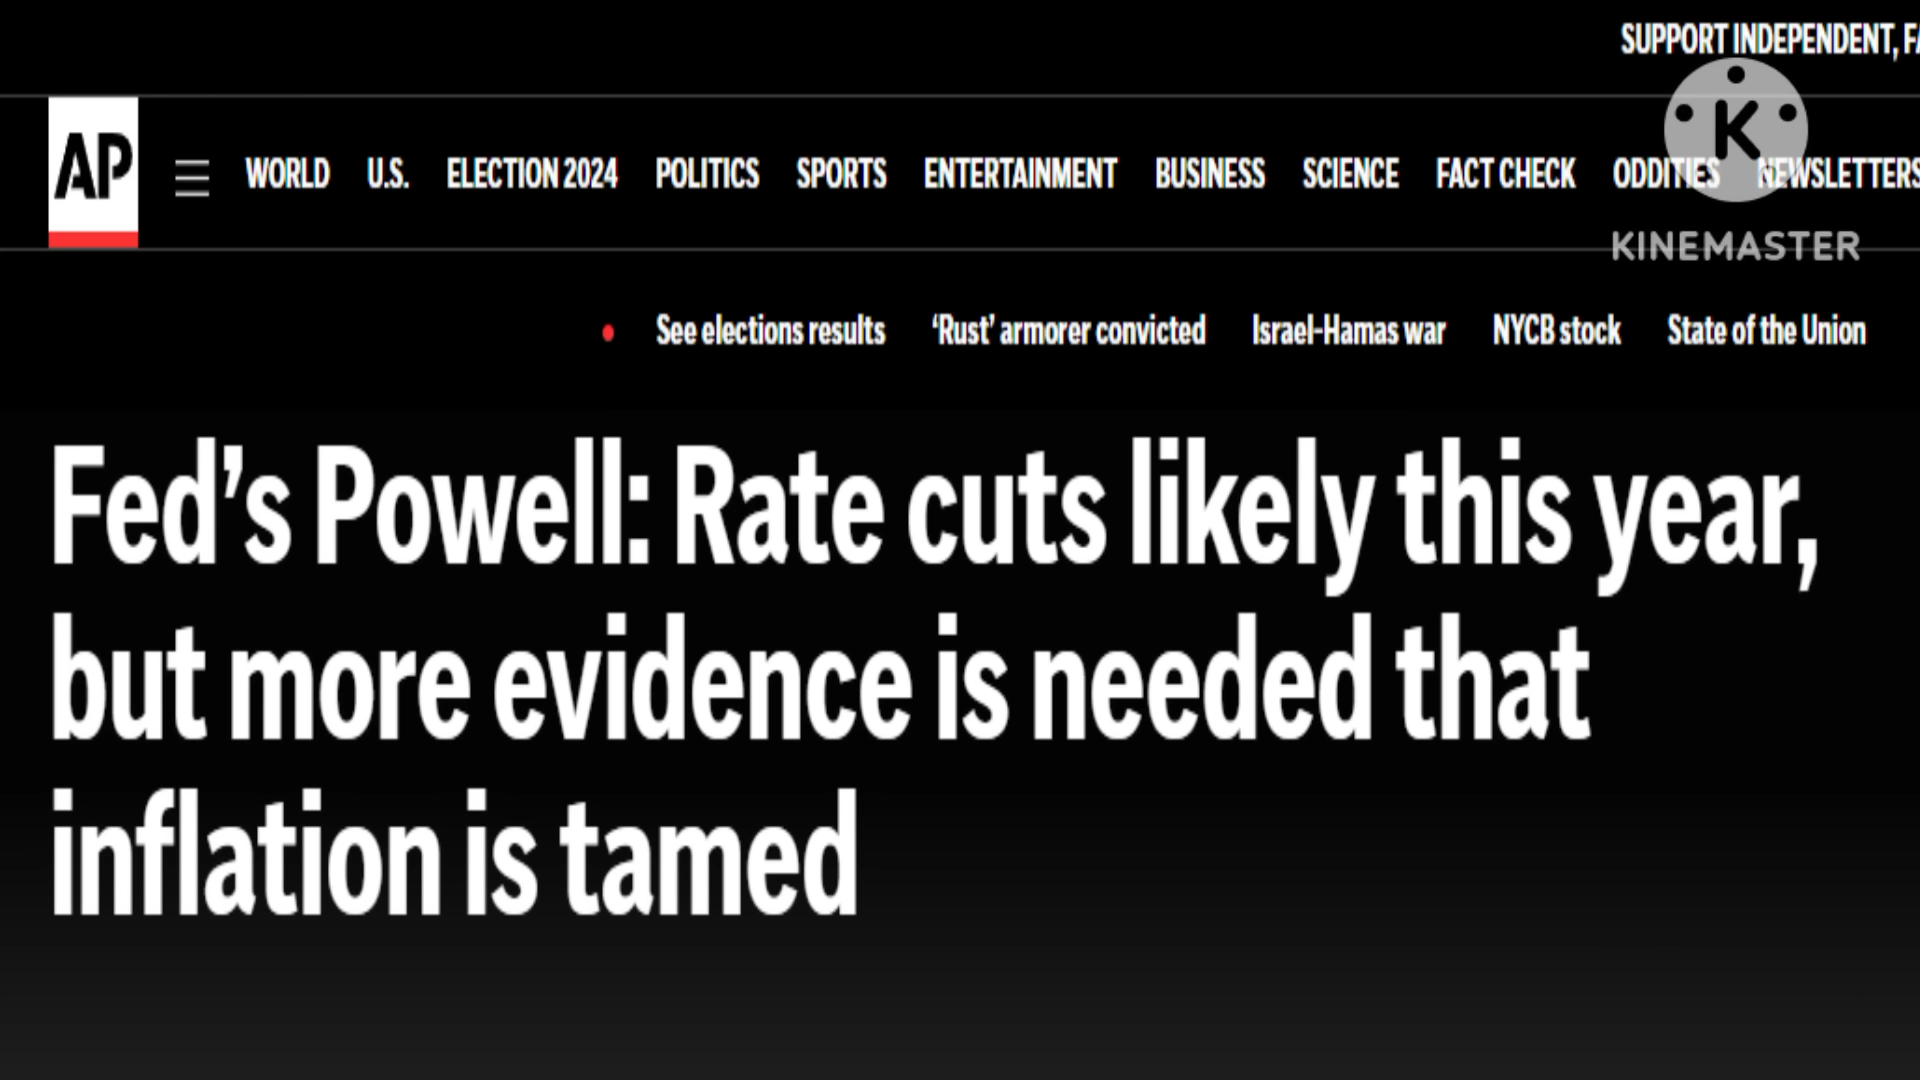 SUPPORT INDEPENDENT,
AP
WORLD U.S. ELECTION 2024 POLITICS SPORTS ENTERTAINMENT BUSINESS SCIENCE FACT CHECK ODDITIES NEWSLETTERS
K
KINEMASTER
See elections results ‘Rust’ armorer convicted Israel-Hamas war NYCB stock State of the Union
Fed’s Powell: Rate cuts likely this year,
but more evidence is needed that
inflation is tamed